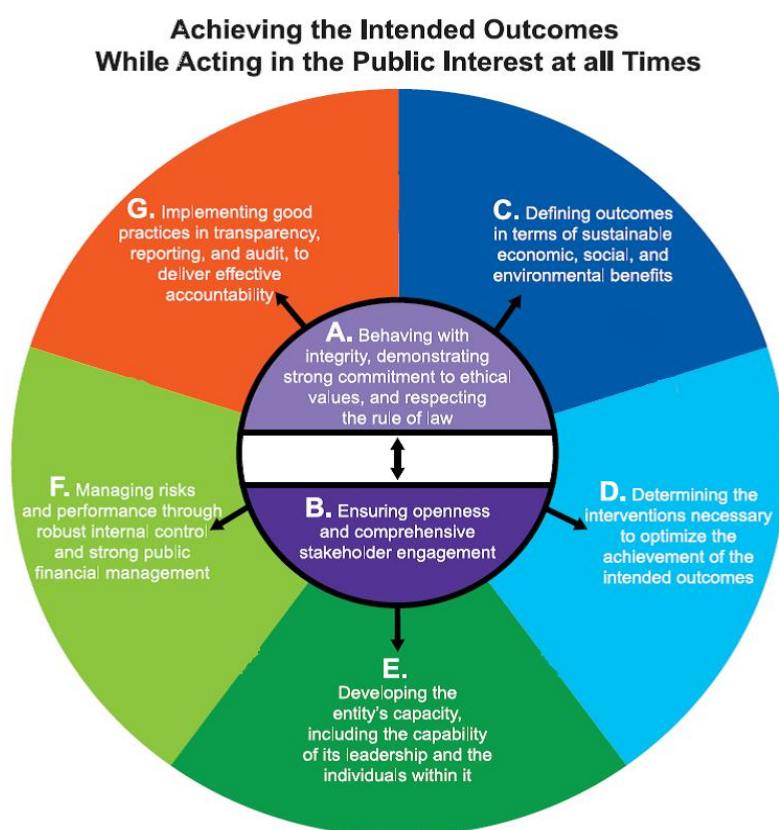 Achieving the Intended Outcomes
While Acting in the Public Interest at all Times
G. Implementing good
practices in transparency,
reporting, and audit, to
deliver effective
accountability
C. Defining outcomes
in terms of sustainable
economic, social, and
environmental benefits
A. Behaving with
integrity, demonstrating
strong commitment to ethical
values, and respecting
the rule of law
F. Managing risks
and performance through
robust internal control
and strong public
financial management
B. Ensuring openness
and comprehensive
stakeholder engagement
D. Determining the
interventions necessary
to optimize the
achievement of the
intended outcomes
E.
Developing the
entity's capacity,
including the capability
of its leadership and the
individuals within it